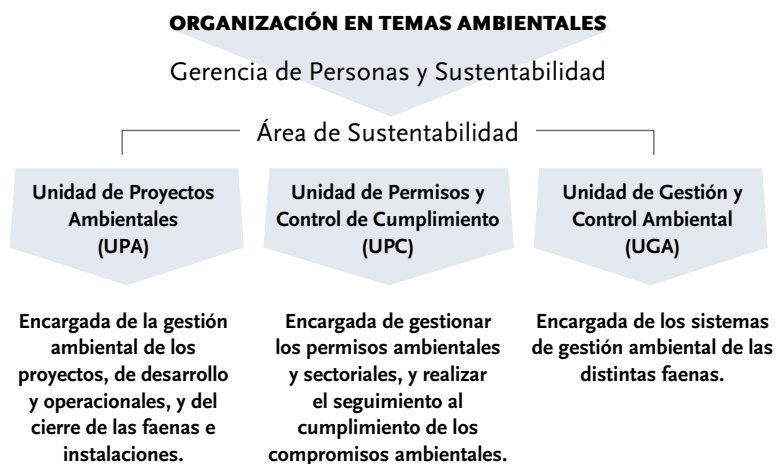 ORGANIZACIÓN EN TEMAS AMBIENTALES
Gerencia de Personas y Sustentabilidad
Área de Sustentabilidad
Unidad de Proyectos
Ambientales
(UPA)
Encargada de la gestión
ambiental de los
proyectos, de desarrollo
y operacionales, y del
cierre de las faenas e
instalaciones.
Unidad de Permisos y
Control de Cumplimiento
(UPC)
Encargada de gestionar
los permisos ambientales
y sectoriales, y realizar
el seguimiento al
cumplimiento de los
compromisos ambientales.
Unidad de Gestión y
Control Ambiental
(UGA)
Encargada de los sistemas
de gestión ambiental de las
distintas faenas.